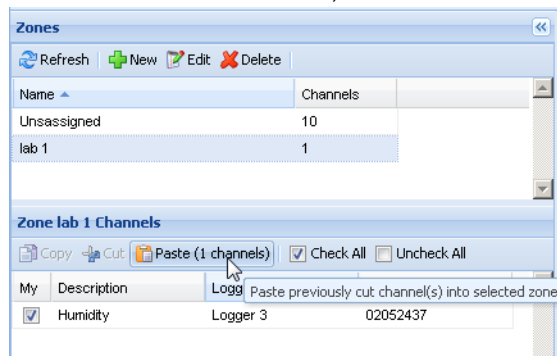 Zones
Refresh New Edit Delete
Name Channels
Unsassigned 10
lab 1 1
Zone lab 1 Channels
Copy Cut Paste (1 channels) Check All Uncheck All
My Description Logg
Paste previously cut channel(s) into selected zone
Humidity Logger 3 02052437